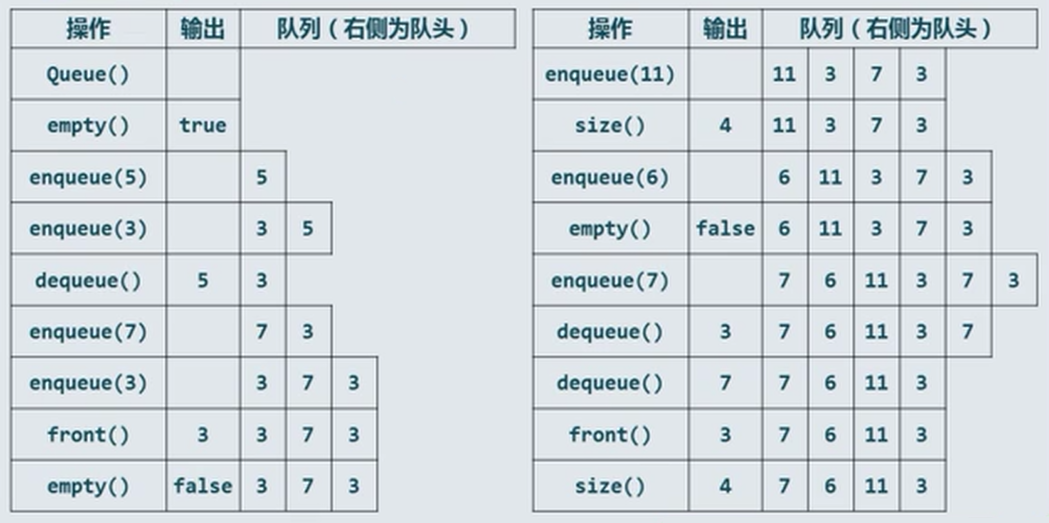 操作 输出 队列（右侧为队头）
Queue()
empty() true
enqueue(5) 5
enqueue(3) 3 5
dequeue() 5 3
enqueue(7) 7 3
enqueue(3) 3 7 3
front() 3 3 7 3
empty() false 3 7 3
操作 输出 队列（右侧为队头）
enqueue(11) 11 3 7 3
size() 4 11 3 7 3
enqueue(6) 6 11 3 7 3
empty() false 6 11 3 7 3
enqueue(7) 7 6 11 3 7 3
dequeue() 3 7 6 11 3 7
dequeue() 7 7 6 11 3
front() 3 7 6 11 3
size() 4 7 6 11 3